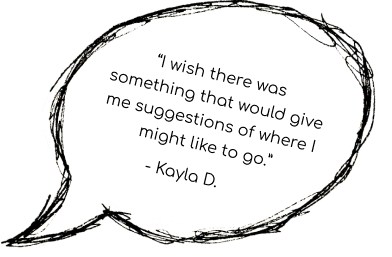 "I wish there was
something that would give
me suggestions of where I
might like to go."
- Kayla D.